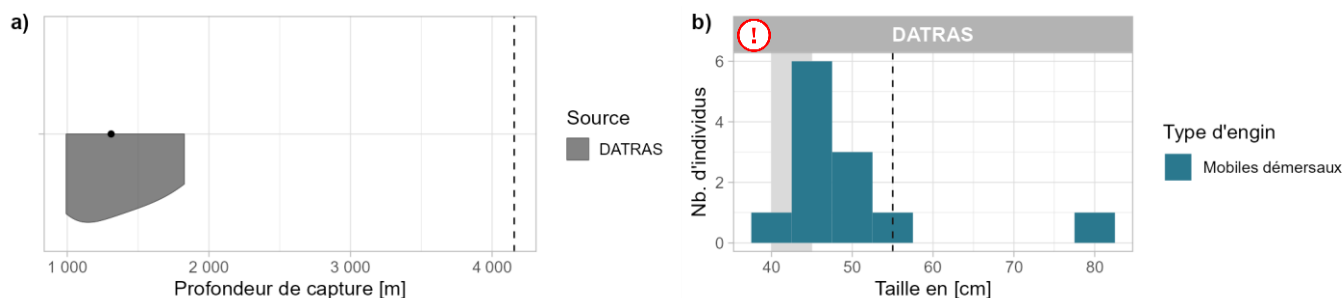 a)
1 000
2 000
3 000
4 000
Profondeur de capture [m]
Source
DATRAS
b)
!
DATRAS
Nb. d'individus
6
4
2
0
40
50
60
70
80
Taille en [cm]
Type d'engin
Mobiles démersaux